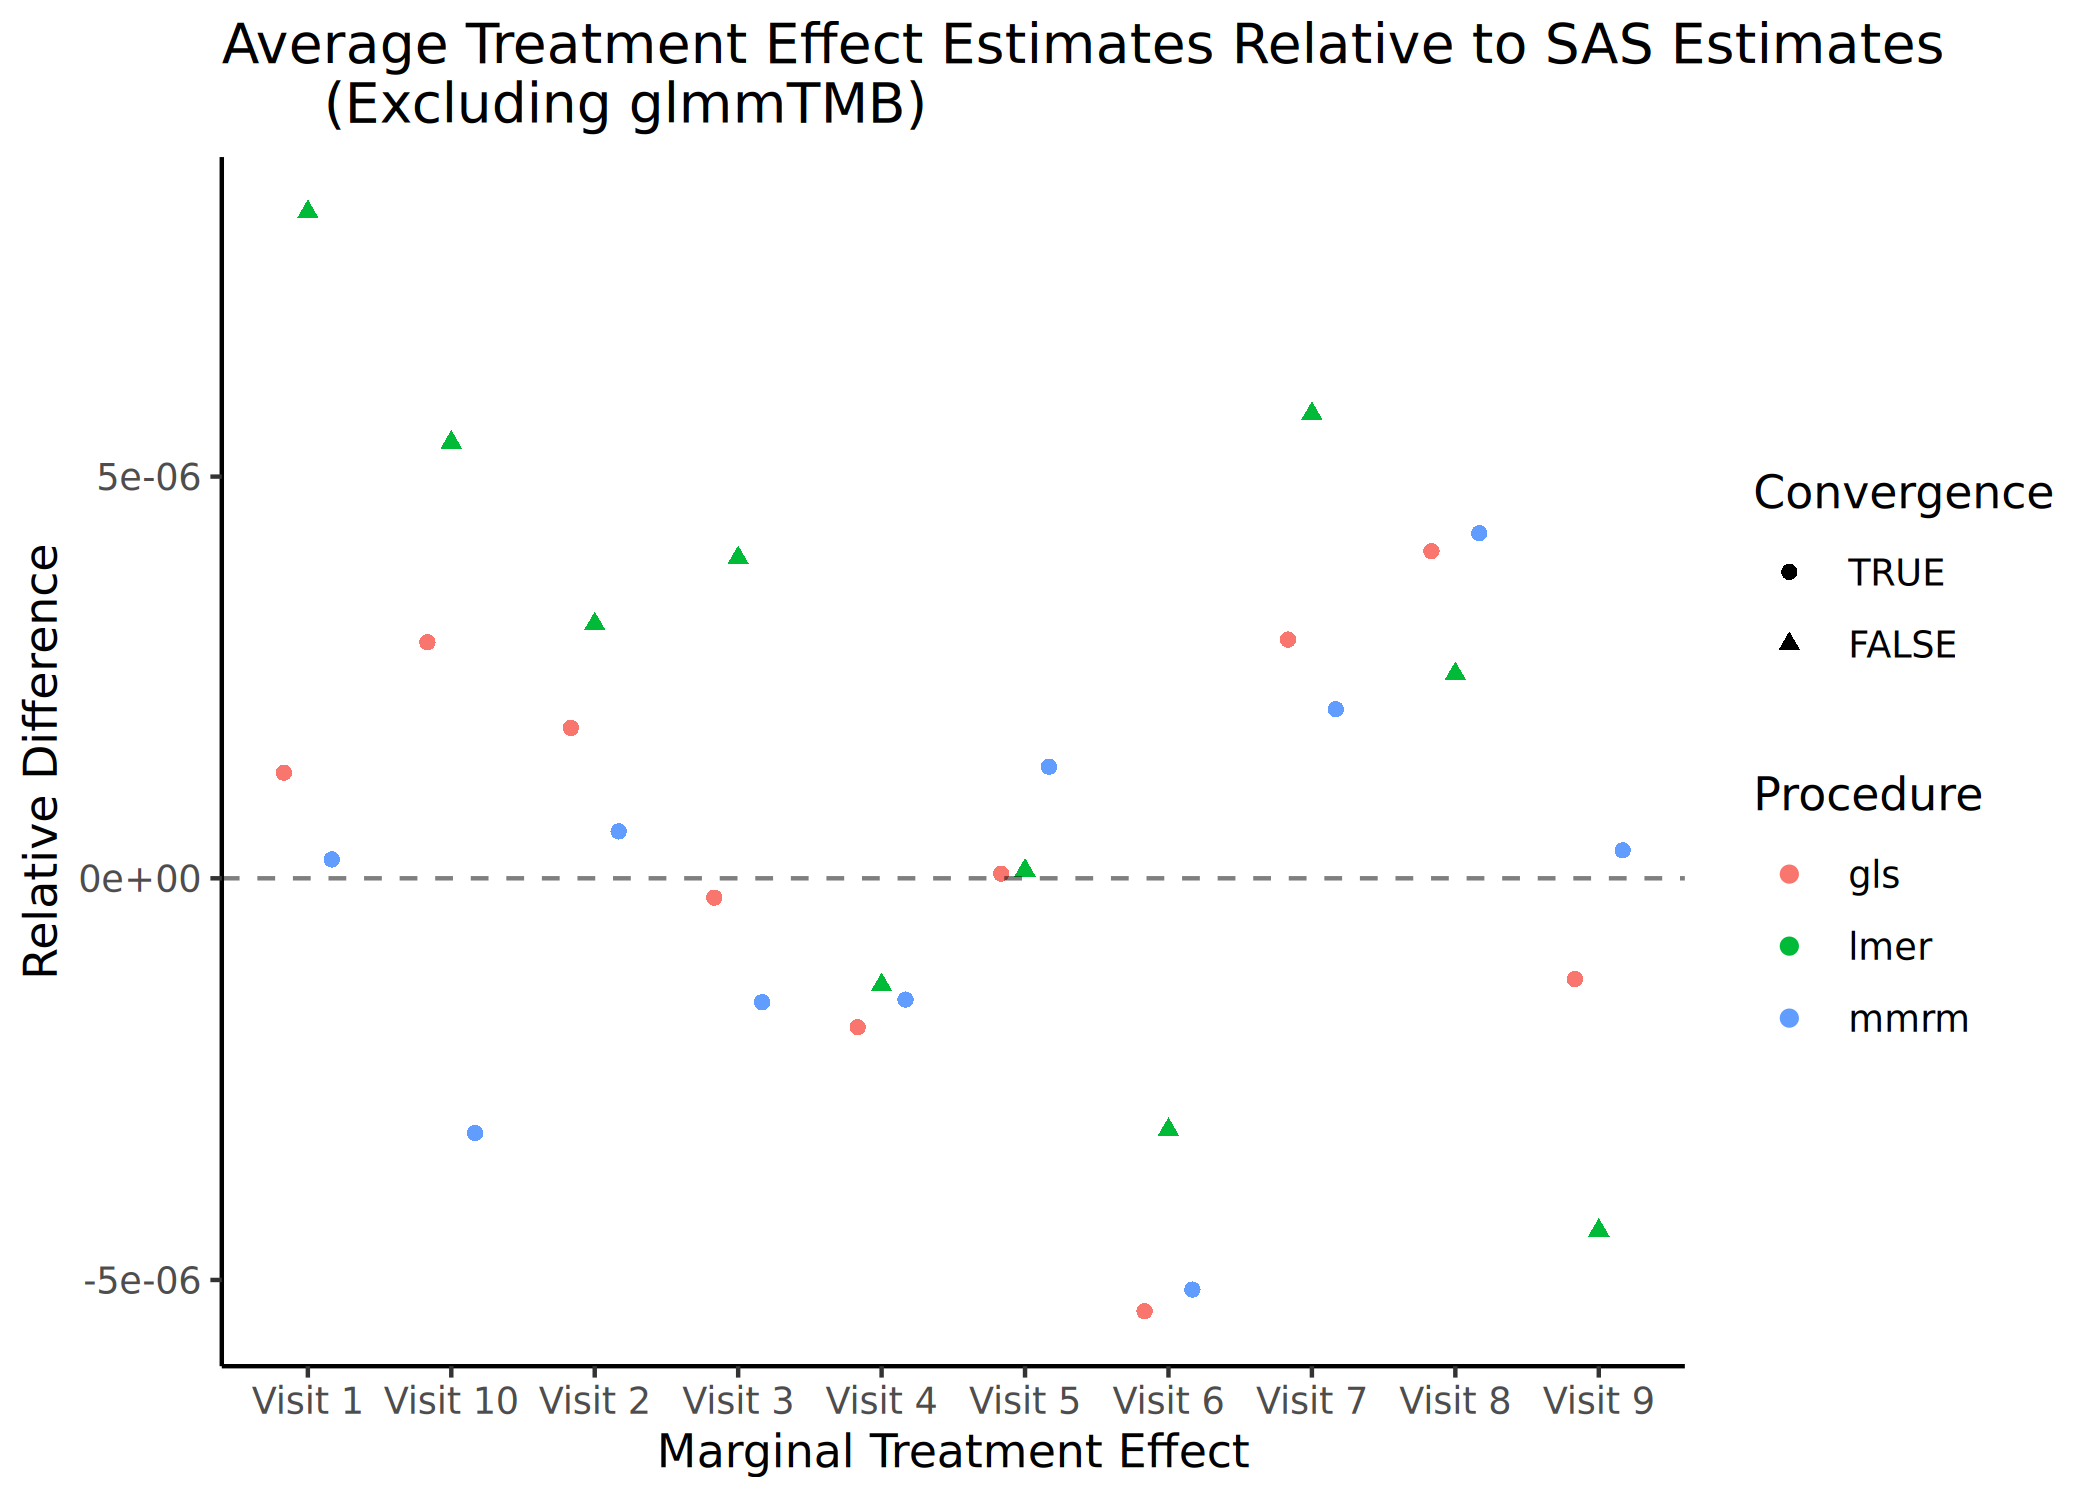 Average Treatment Effect Estimates Relative to SAS Estimates
(Excluding glmmTMB)
Relative Difference
5e-06
0e+00
-5e-06
Visit 1 Visit 10 Visit 2 Visit 3 Visit 4 Visit 5 Visit 6 Visit 7 Visit 8 Visit 9
Marginal Treatment Effect
Convergence
TRUE
FALSE
Procedure
gls
lmer
mmrm